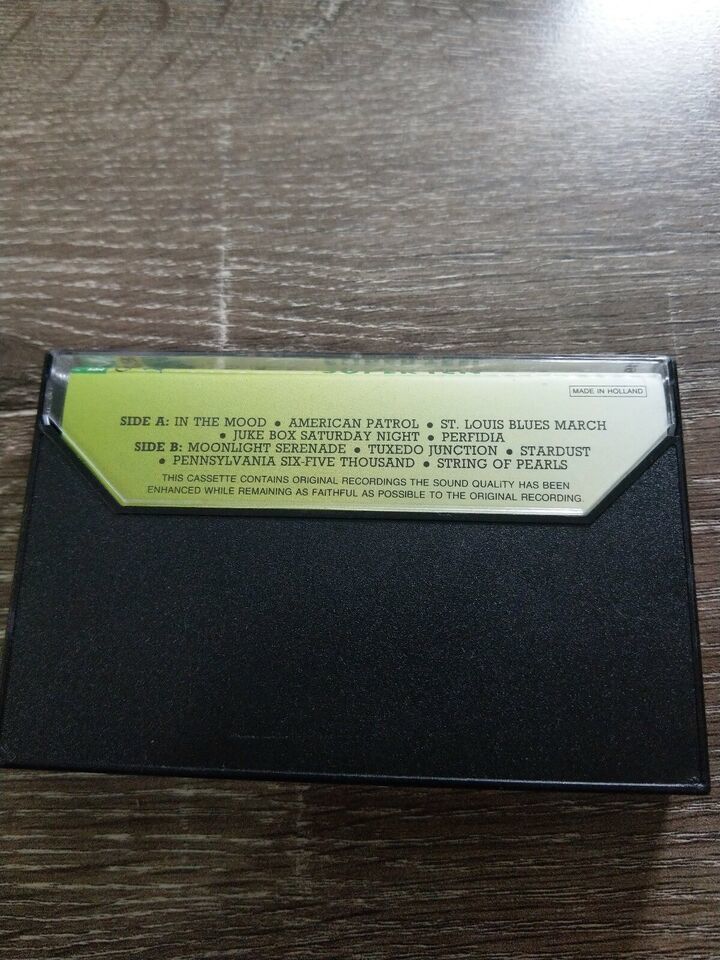 MADE IN HOLLAND
SIDE A: IN THE MOOD • AMERICAN PATROL • ST. LOUIS BLUES MARCH
• JUKE BOX SATURDAY NIGHT • PERFIDIA
SIDE B: MOONLIGHT SERENADE • TUXEDO JUNCTION • STARDUST
• PENNSYLVANIA SIX-FIVE THOUSAND • STRING OF PEARLS
THIS CASSETTE CONTAINS ORIGINAL RECORDINGS THE SOUND QUALITY HAS BEEN
ENHANCED WHILE REMAINING AS FAITHFUL AS POSSIBLE TO THE ORIGINAL RECORDING.